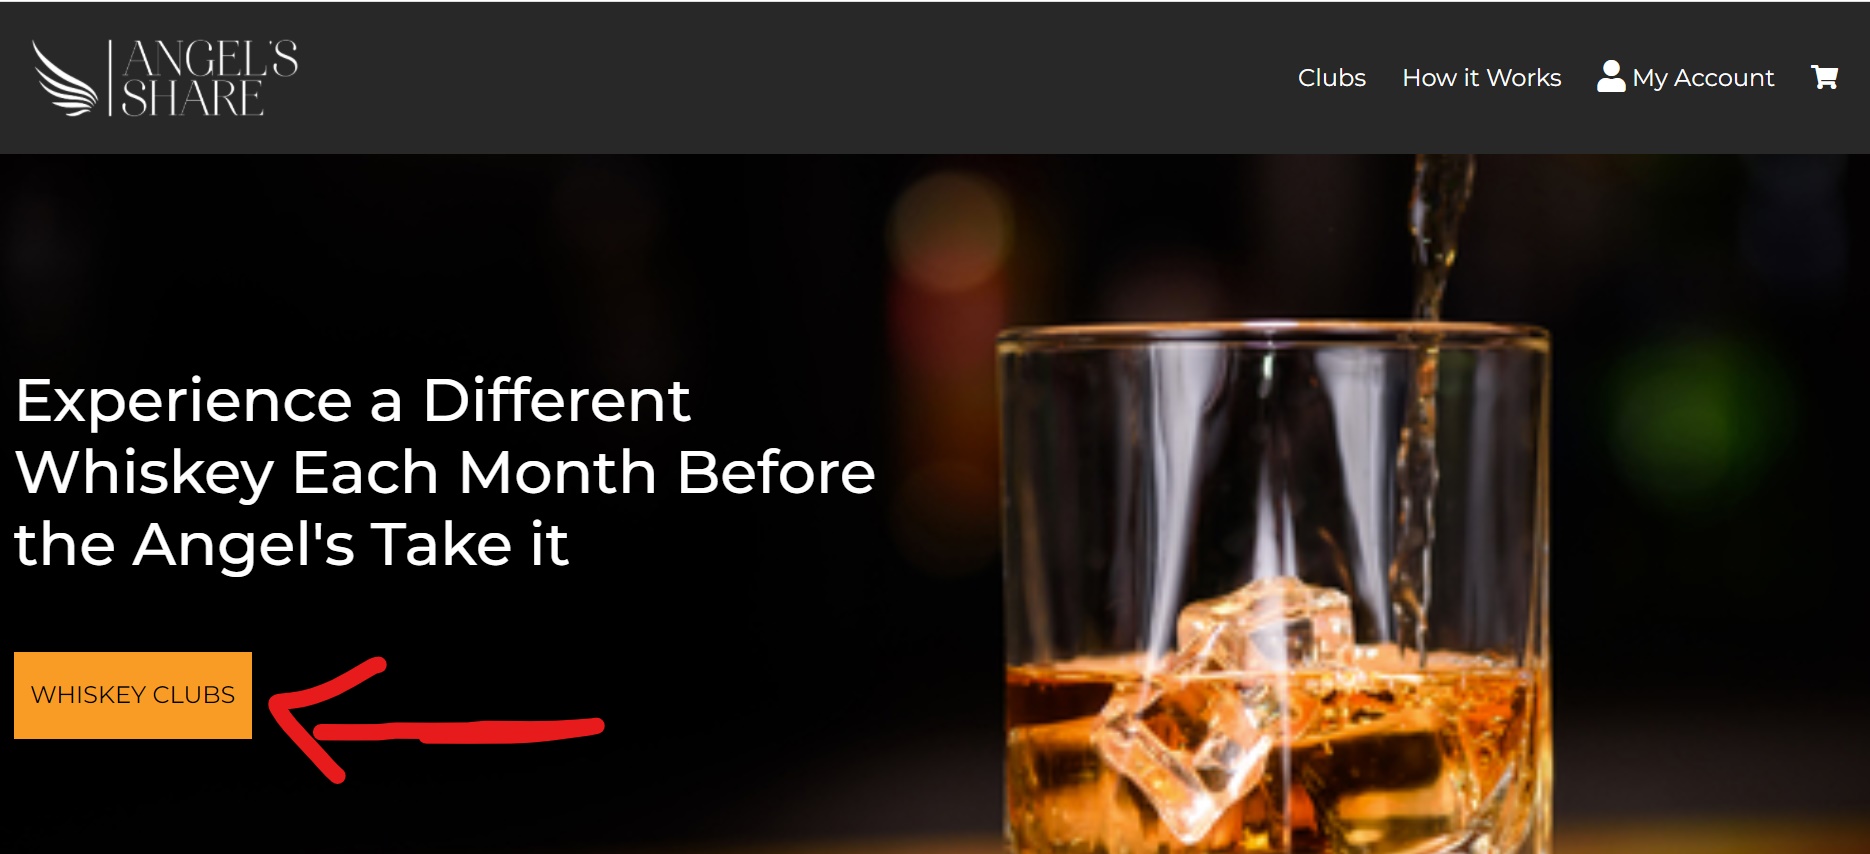 ANGEL'S
SHARE
Clubs How it Works My Account
Experience a Different
Whiskey Each Month Before
the Angel's Take it
WHISKEY CLUBS